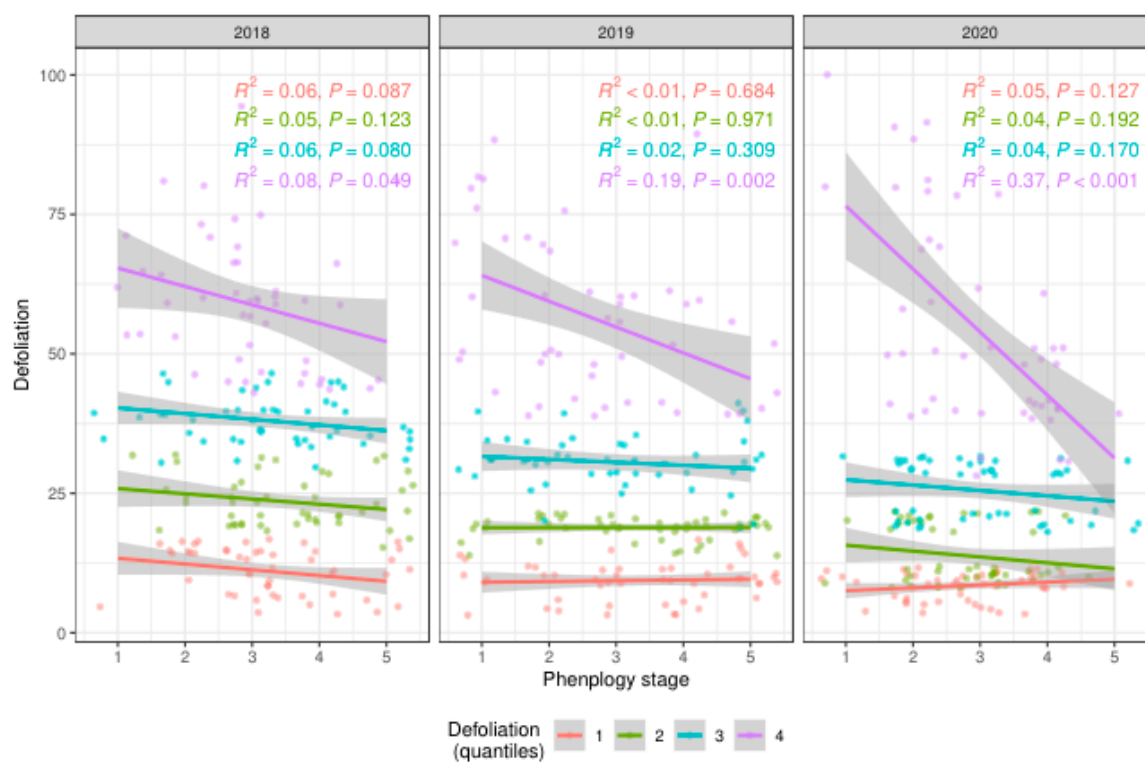 2018
2019
2020
R² = 0.06, P = 0.087
R² = 0.05, P = 0.123
R² = 0.06, P = 0.080
R² = 0.08, P = 0.049
R² < 0.01, P = 0.684
R² < 0.01, P = 0.971
R² = 0.02, P = 0.309
R² = 0.19, P = 0.002
R² = 0.05, P = 0.127
R² = 0.04, P = 0.192
R² = 0.04, P = 0.170
R² = 0.37, P < 0.001
Defoliation
100
75
50
25
0
1 2 3 4 5
1 2 3 4 5
1 2 3 4 5
Phenplogy stage
Defoliation
(quantiles)
1 2 3 4